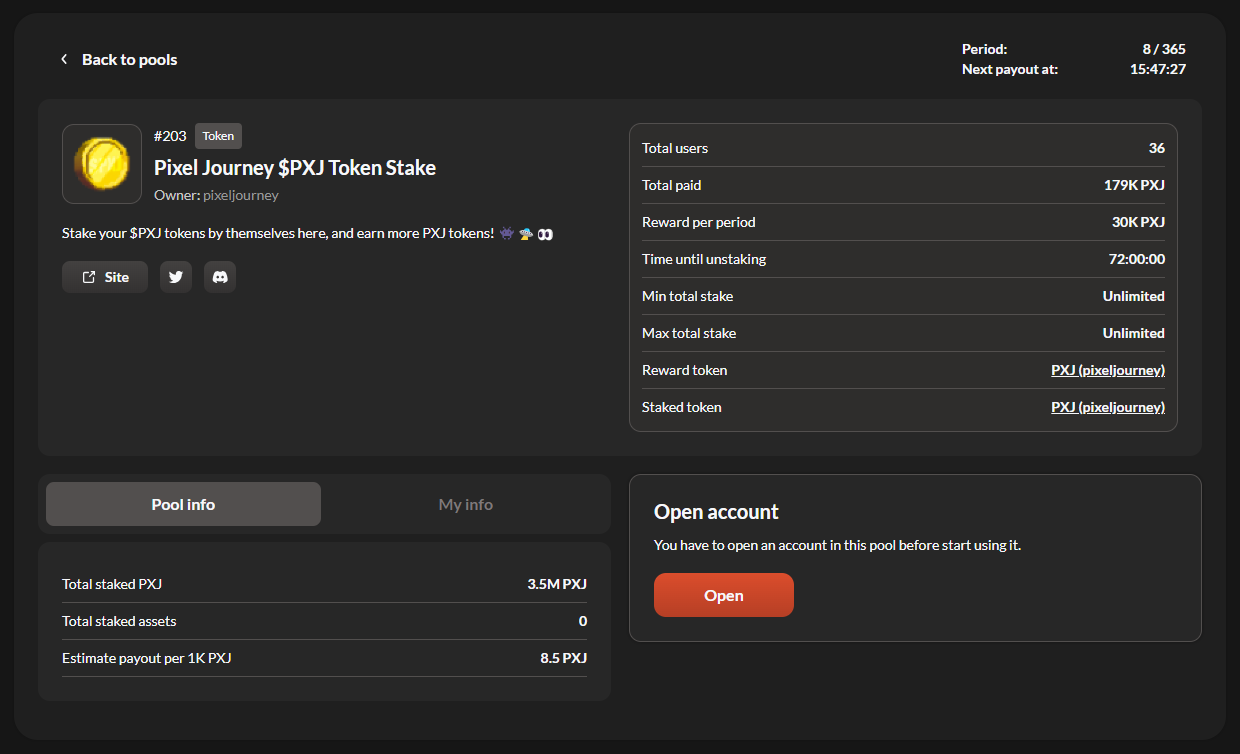 Back to pools
Period: 8 / 365
Next payout at: 15:47:27
#203 Token
Pixel Journey $PXJ Token Stake
Owner: pixeljourney
Stake your $PXJ tokens by themselves here, and earn more PXJ tokens! 👾 🛸 👀
Site
Total users 36
Total paid 179K PXJ
Reward per period 30K PXJ
Time until unstaking 72:00:00
Min total stake Unlimited
Max total stake Unlimited
Reward token PXJ (pixeljourney)
Staked token PXJ (pixeljourney)
Pool info My info
Total staked PXJ 3.5M PXJ
Total staked assets 0
Estimate payout per 1K PXJ 8.5 PXJ
Open account
You have to open an account in this pool before start using it.
Open